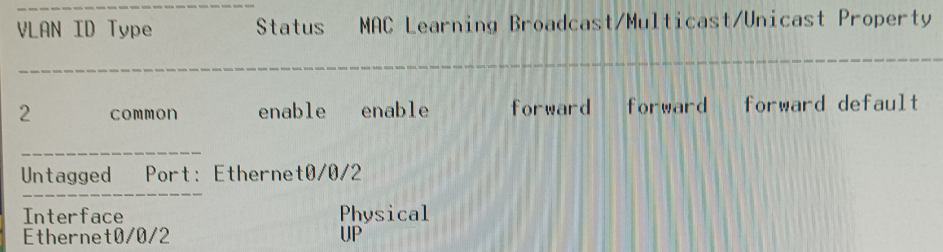 VLAN ID Type Status MAC Learning Broadcast/Multicast/Unicast Property
2 common enable enable forward forward forward default
Untagged Port: Ethernet0/0/2
Interface Physical
Ethernet0/0/2 UP